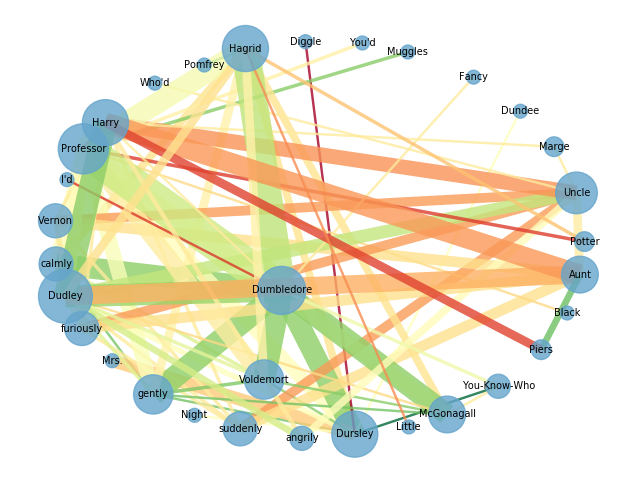 Hagrid
Diggle
You'd
Muggles
Pomfrey
Who'd
Fancy
Dundee
Harry
Professor
Marge
I'd
Uncle
Vernon
Potter
calmly
Aunt
Dudley
Dumbledore
Black
furiously
Piers
Mrs.
Voldemort
You-Know-Who
gently
Night
McGonagall
suddenly
Little
angrily
Dursley